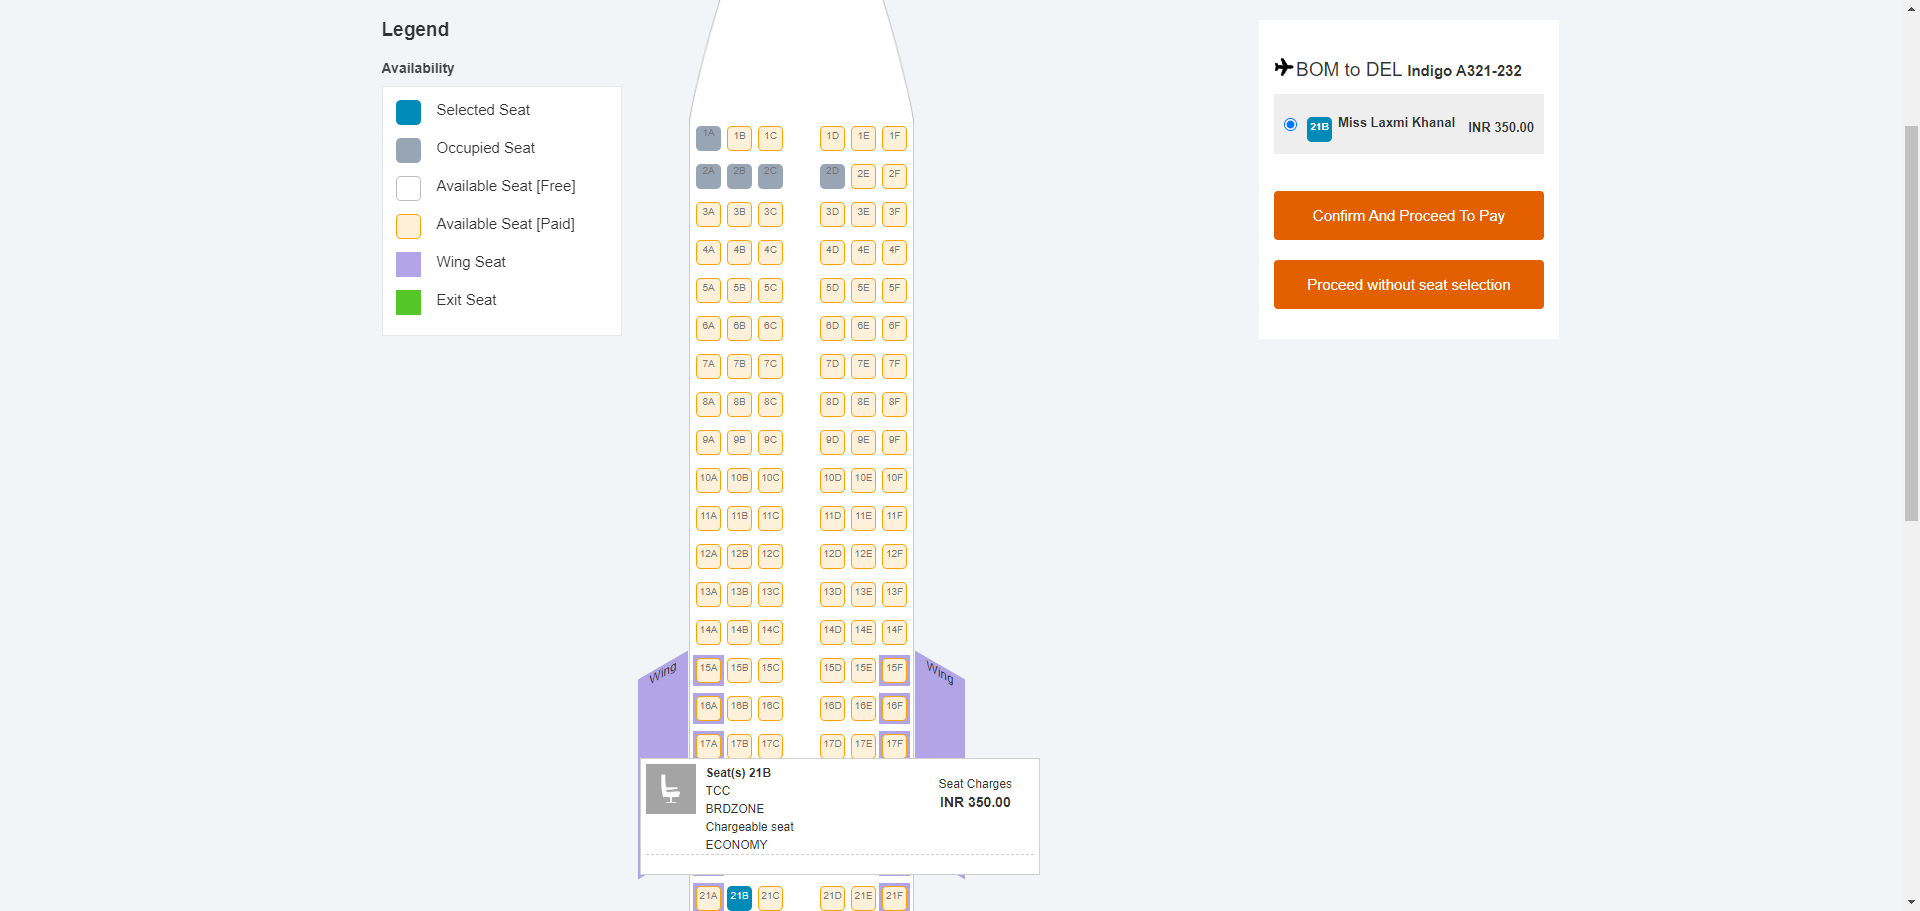 Legend
Availability
Selected Seat
Occupied Seat
Available Seat [Free]
Available Seat [Paid]
Wing Seat
Exit Seat
1A 1B 1C 1D 1E 1F
2A 2B 2C 2D 2E 2F
3A 3B 3C 3D 3E 3F
4A 4B 4C 4D 4E 4F
5A 5B 5C 5D 5E 5F
6A 6B 6C 6D 6E 6F
7A 7B 7C 7D 7E 7F
8A 8B 8C 8D 8E 8F
9A 9B 9C 9D 9E 9F
10A 10B 10C 10D 10E 10F
11A 11B 11C 11D 11E 11F
12A 12B 12C 12D 12E 12F
13A 13B 13C 13D 13E 13F
14A 14B 14C 14D 14E 14F
Wing 15A 15B 15C 15D 15E 15F Wing
16A 16B 16C 16D 16E 16F
17A 17B 17C 17D 17E 17F
Seat(s) 21B
TCC
BRDZONE
Chargeable seat
ECONOMY
Seat Charges
INR 350.00
21A 21B 21C 21D 21E 21F
BOM to DEL Indigo A321-232
21B Miss Laxmi Khanal INR 350.00
Confirm And Proceed To Pay
Proceed without seat selection